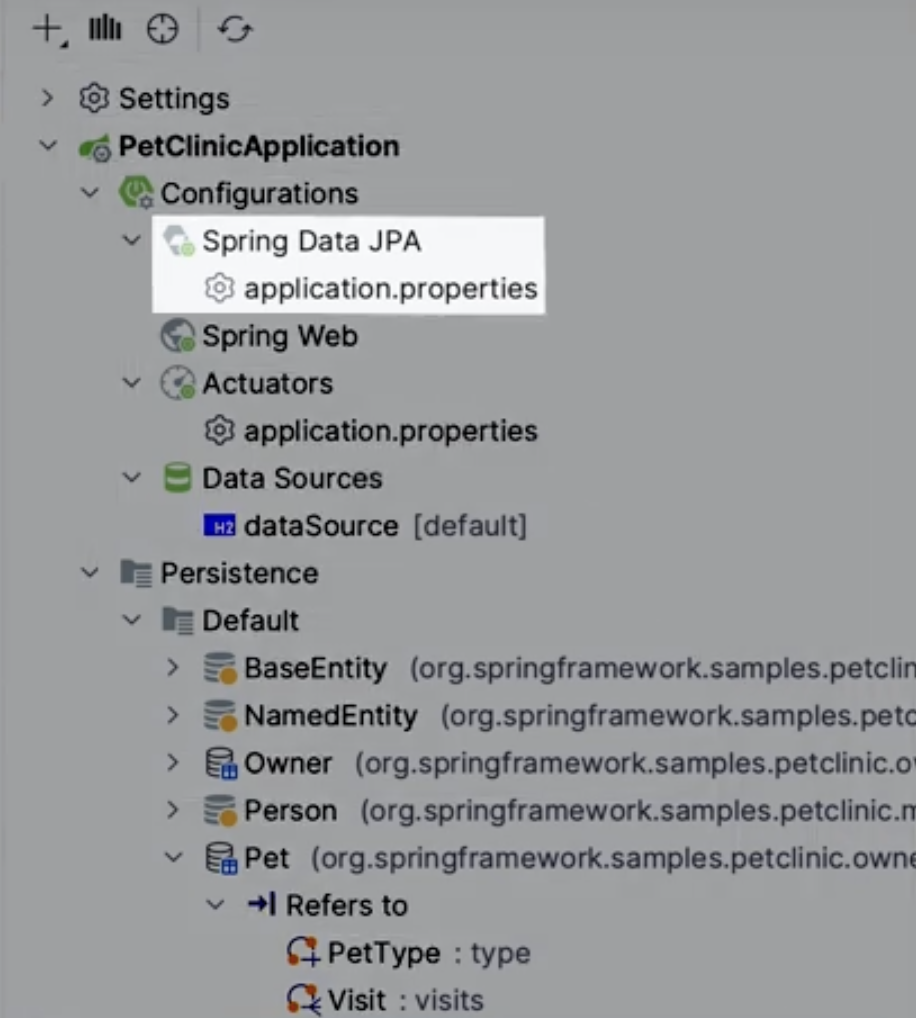 Settings
PetClinicApplication
Configurations
Spring Data JPA
application.properties
Spring Web
Actuators
application.properties
Data Sources
H2 dataSource [default]
Persistence
Default
BaseEntity (org.springframework.samples.petclin
NamedEntity (org.springframework.samples.petc
Owner (org.springframework.samples.petclinic.o
Person (org.springframework.samples.petclinic.m
Pet (org.springframework.samples.petclinic.owne
Refers to
PetType : type
Visit : visits